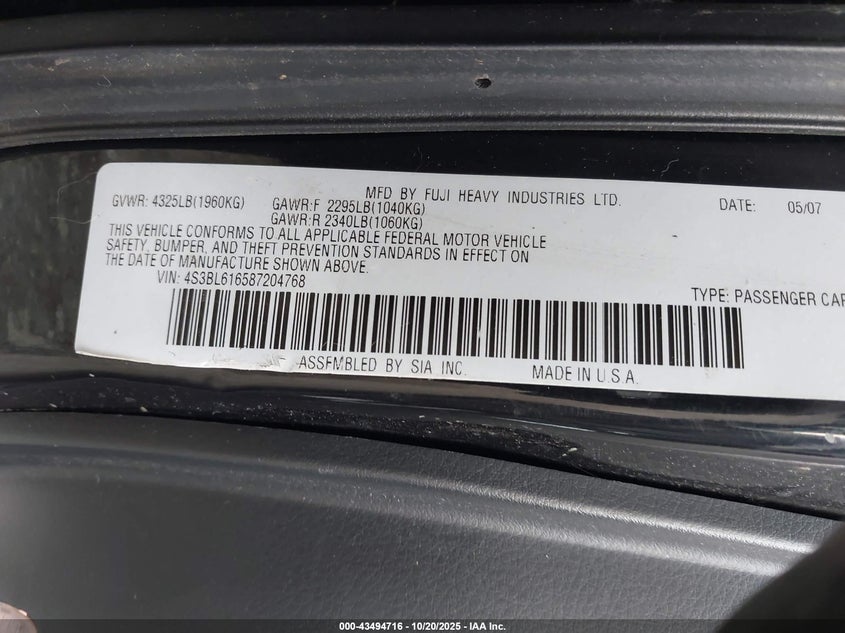 MFD BY FUJI HEAVY INDUSTRIES LTD. DATE: 05/07
GVWR: 4325LB(1960KG) GAWR:F 2295LB(1040KG)
GAWR:R 2340LB(1060KG)
THIS VEHICLE CONFORMS TO ALL APPLICABLE FEDERAL MOTOR VEHICLE
SAFETY, BUMPER, AND THEFT PREVENTION STANDARDS IN EFFECT ON
THE DATE OF MANUFACTURE SHOWN ABOVE.
VIN: 4S3BL616587204768 TYPE: PASSENGER CAR
ASSEMBLED BY SIA INC. MADE IN U.S.A.
000-43494716 | 10/20/2025 | IAA Inc.